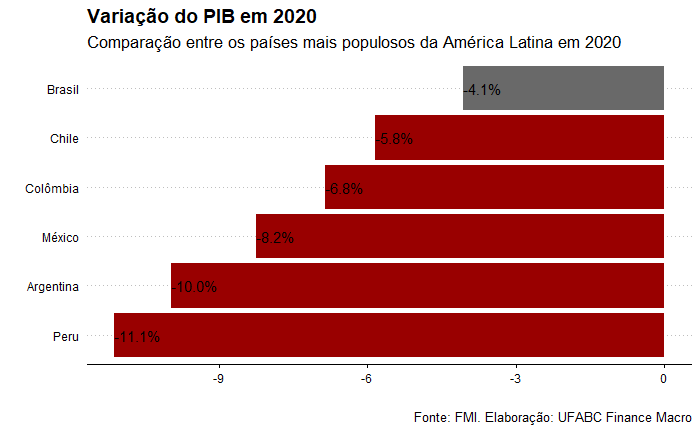 Variação do PIB em 2020
Comparação entre os países mais populosos da América Latina em 2020
Brasil
-4.1%
Chile
-5.8%
Colômbia
-6.8%
México
-8.2%
Argentina
-10.0%
Peru
-11.1%
-9
-6
-3
0
Fonte: FMI. Elaboração: UFABC Finance Macro